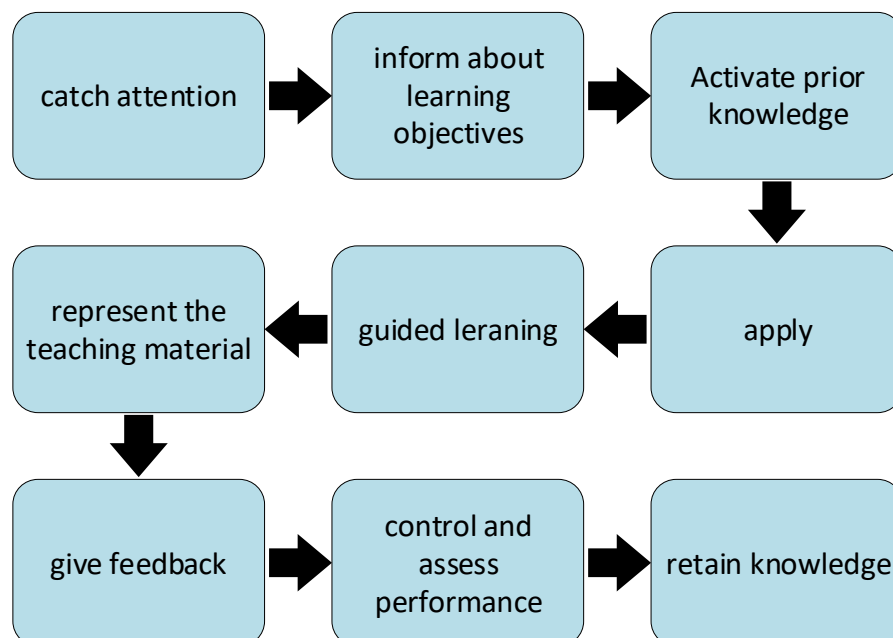 catch attention
inform about
learning
objectives
Activate prior
knowledge
represent the
teaching material
guided leraning
apply
give feedback
control and
assess
performance
retain knowledge